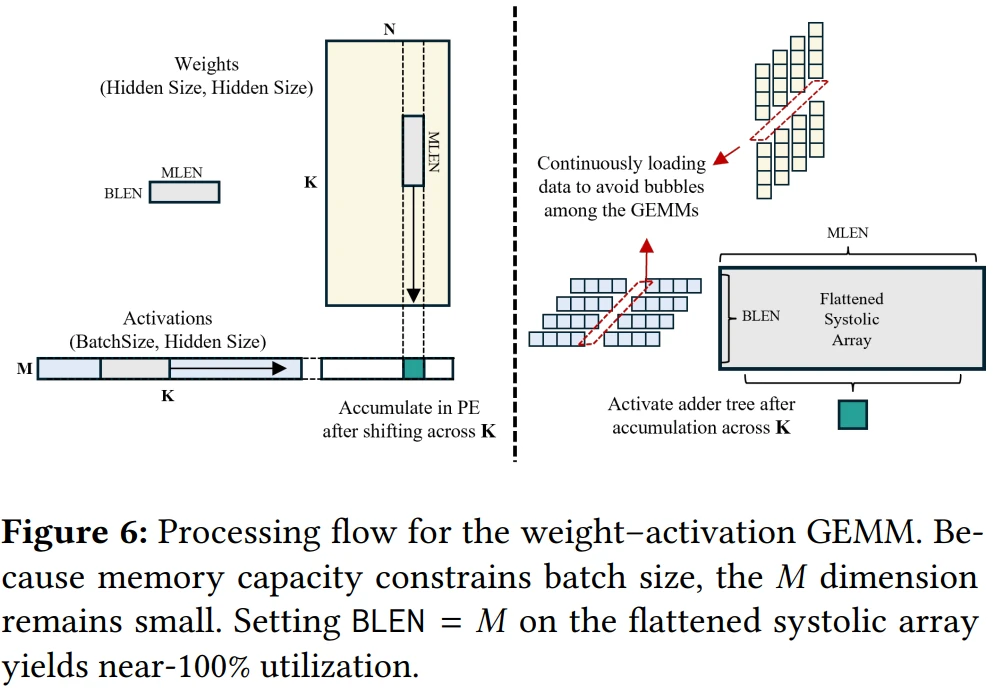 N
Weights
(Hidden Size, Hidden Size)
MLEN
BLEN
MLEN
K
Activations
(BatchSize, Hidden Size)
M
K
Accumulate in PE
after shifting across K
Continuously loading
data to avoid bubbles
among the GEMMs
MLEN
BLEN
Flattened
Systolic
Array
Activate adder tree after
accumulation across K
Figure 6: Processing flow for the weight–activation GEMM. Be-
cause memory capacity constrains batch size, the M dimension
remains small. Setting BLEN = M on the flattened systolic array
yields near-100% utilization.